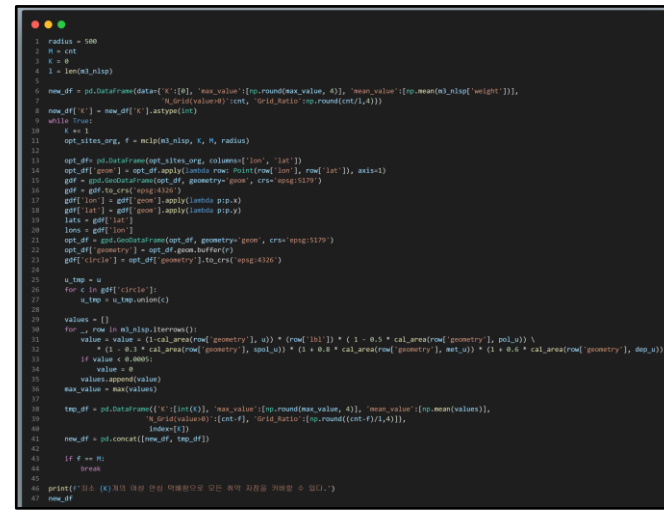 1 radius = 500
2 M = cnt
3 K = 0
4 l = len(m3_nlsp)
5
6 new_df = pd.DataFrame(data={'K':[0], 'max_value':[np.round(max_value, 4)], 'mean_value':[np.mean(m3_nlsp['weight'])],
7 'N_Grid(value>0)':cnt, 'Grid_Ratio':np.round(cnt/l,4)})
8 new_df['K'] = new_df['K'].astype(int)
9 while True:
10 K += 1
11 opt_sites_org, f = mclp(m3_nlsp, K, M, radius)
12
13 opt_df= pd.DataFrame(opt_sites_org, columns=['lon', 'lat'])
14 opt_df['geom'] = opt_df.apply(lambda row: Point(row['lon'], row['lat']), axis=1)
15 gdf = gpd.GeoDataFrame(opt_df, geometry='geom', crs='epsg:5179')
16 gdf = gdf.to_crs('epsg:4326')
17 gdf['lon'] = gdf['geom'].apply(lambda p:p.x)
18 gdf['lat'] = gdf['geom'].apply(lambda p:p.y)
19 lats = gdf['lat']
20 lons = gdf['lon']
21 opt_df = gpd.GeoDataFrame(opt_df, geometry='geom', crs='epsg:5179')
22 opt_df['geometry'] = opt_df.geom.buffer(r)
23 gdf['circle'] = opt_df['geometry'].to_crs('epsg:4326')
24
25 u_tmp = u
26 for c in gdf['circle']:
27 u_tmp = u_tmp.union(c)
28
29 values = []
30 for _, row in m3_nlsp.iterrows():
31 value = value = (1-cal_area(row['geometry'], u)) * (row['lbl']) * ( 1 - 0.5 * cal_area(row['geometry'], pol_u)) \
32 * (1 - 0.3 * cal_area(row['geometry'], spol_u)) * (1 + 0.8 * cal_area(row['geometry'], met_u)) * (1 + 0.6 * cal_area(row['geometry'], dep_u))
33 if value < 0.0005:
34 value = 0
35 values.append(value)
36 max_value = max(values)
37
38 tmp_df = pd.DataFrame({'K':[int(K)], 'max_value':[np.round(max_value, 4)], 'mean_value':[np.mean(values)],
39 'N_Grid(value>0)':[cnt-f], 'Grid_Ratio':[np.round((cnt-f)/l,4)]},
40 index=[K])
41 new_df = pd.concat([new_df, tmp_df])
42
43 if f == M:
44 break
45
46 print(f"최소 {K}개의 여성 안심 택배함으로 모든 취약 지점을 커버할 수 있다.")
47 new_df